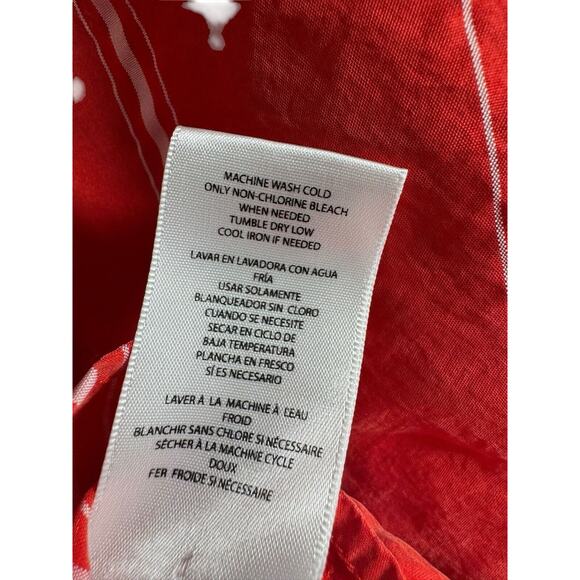 MACHINE WASH COLD
ONLY NON-CHLORINE BLEACH
WHEN NEEDED
TUMBLE DRY LOW
COOL IRON IF NEEDED
LAVAR EN LAVADORA CON AGUA
FRÍA
USAR SOLAMENTE
BLANQUEADOR SIN CLORO
CUANDO SE NECESITE
SECAR EN CICLO DE
BAJA TEMPERATURA
PLANCHA EN FRESCO
SÍ ES NECESARIO
LAVER À LA MACHINE À L'EAU
FROID
BLANCHIR SANS CHLORE SI NÉCESSAIRE
SÉCHER À LA MACHINE CYCLE
DOUX
FER FROIDE SI NÉCESSAIRE